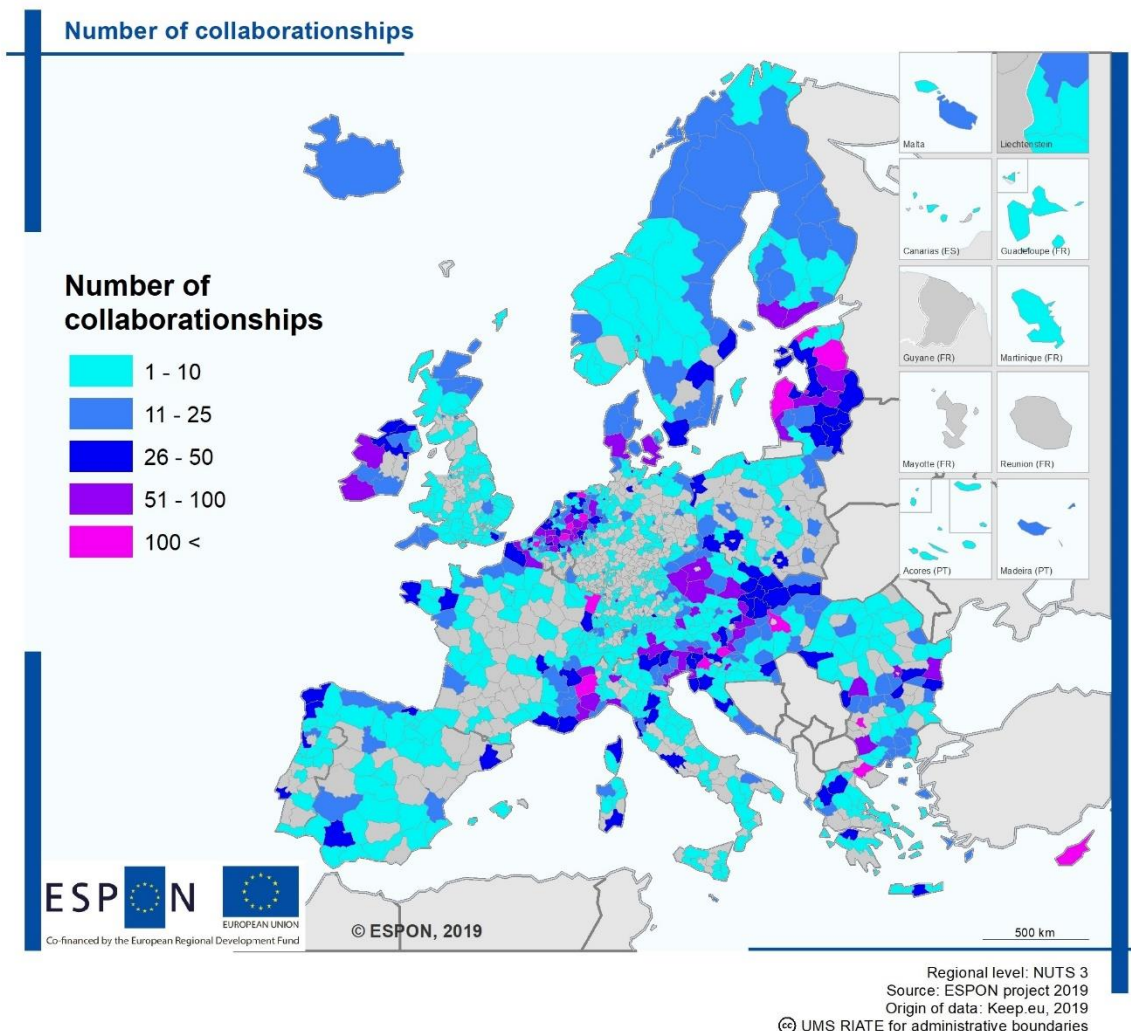 Number of collaborationships
Number of
collaborationships
1 - 10
11 - 25
26 - 50
51 - 100
100 <
Malta
Liechtenstein
Canarias (ES)
Guadeloupe (FR)
Guyane (FR)
Martinique (FR)
Mayotte (FR)
Reunion (FR)
Acores (PT)
Madeira (PT)
ESPON
EUROPEAN UNION
Co-financed by the European Regional Development Fund
© ESPON, 2019
500 km
Regional level: NUTS 3
Source: ESPON project 2019
Origin of data: Keep.eu, 2019
(cc) UMS RIATE for administrative boundaries